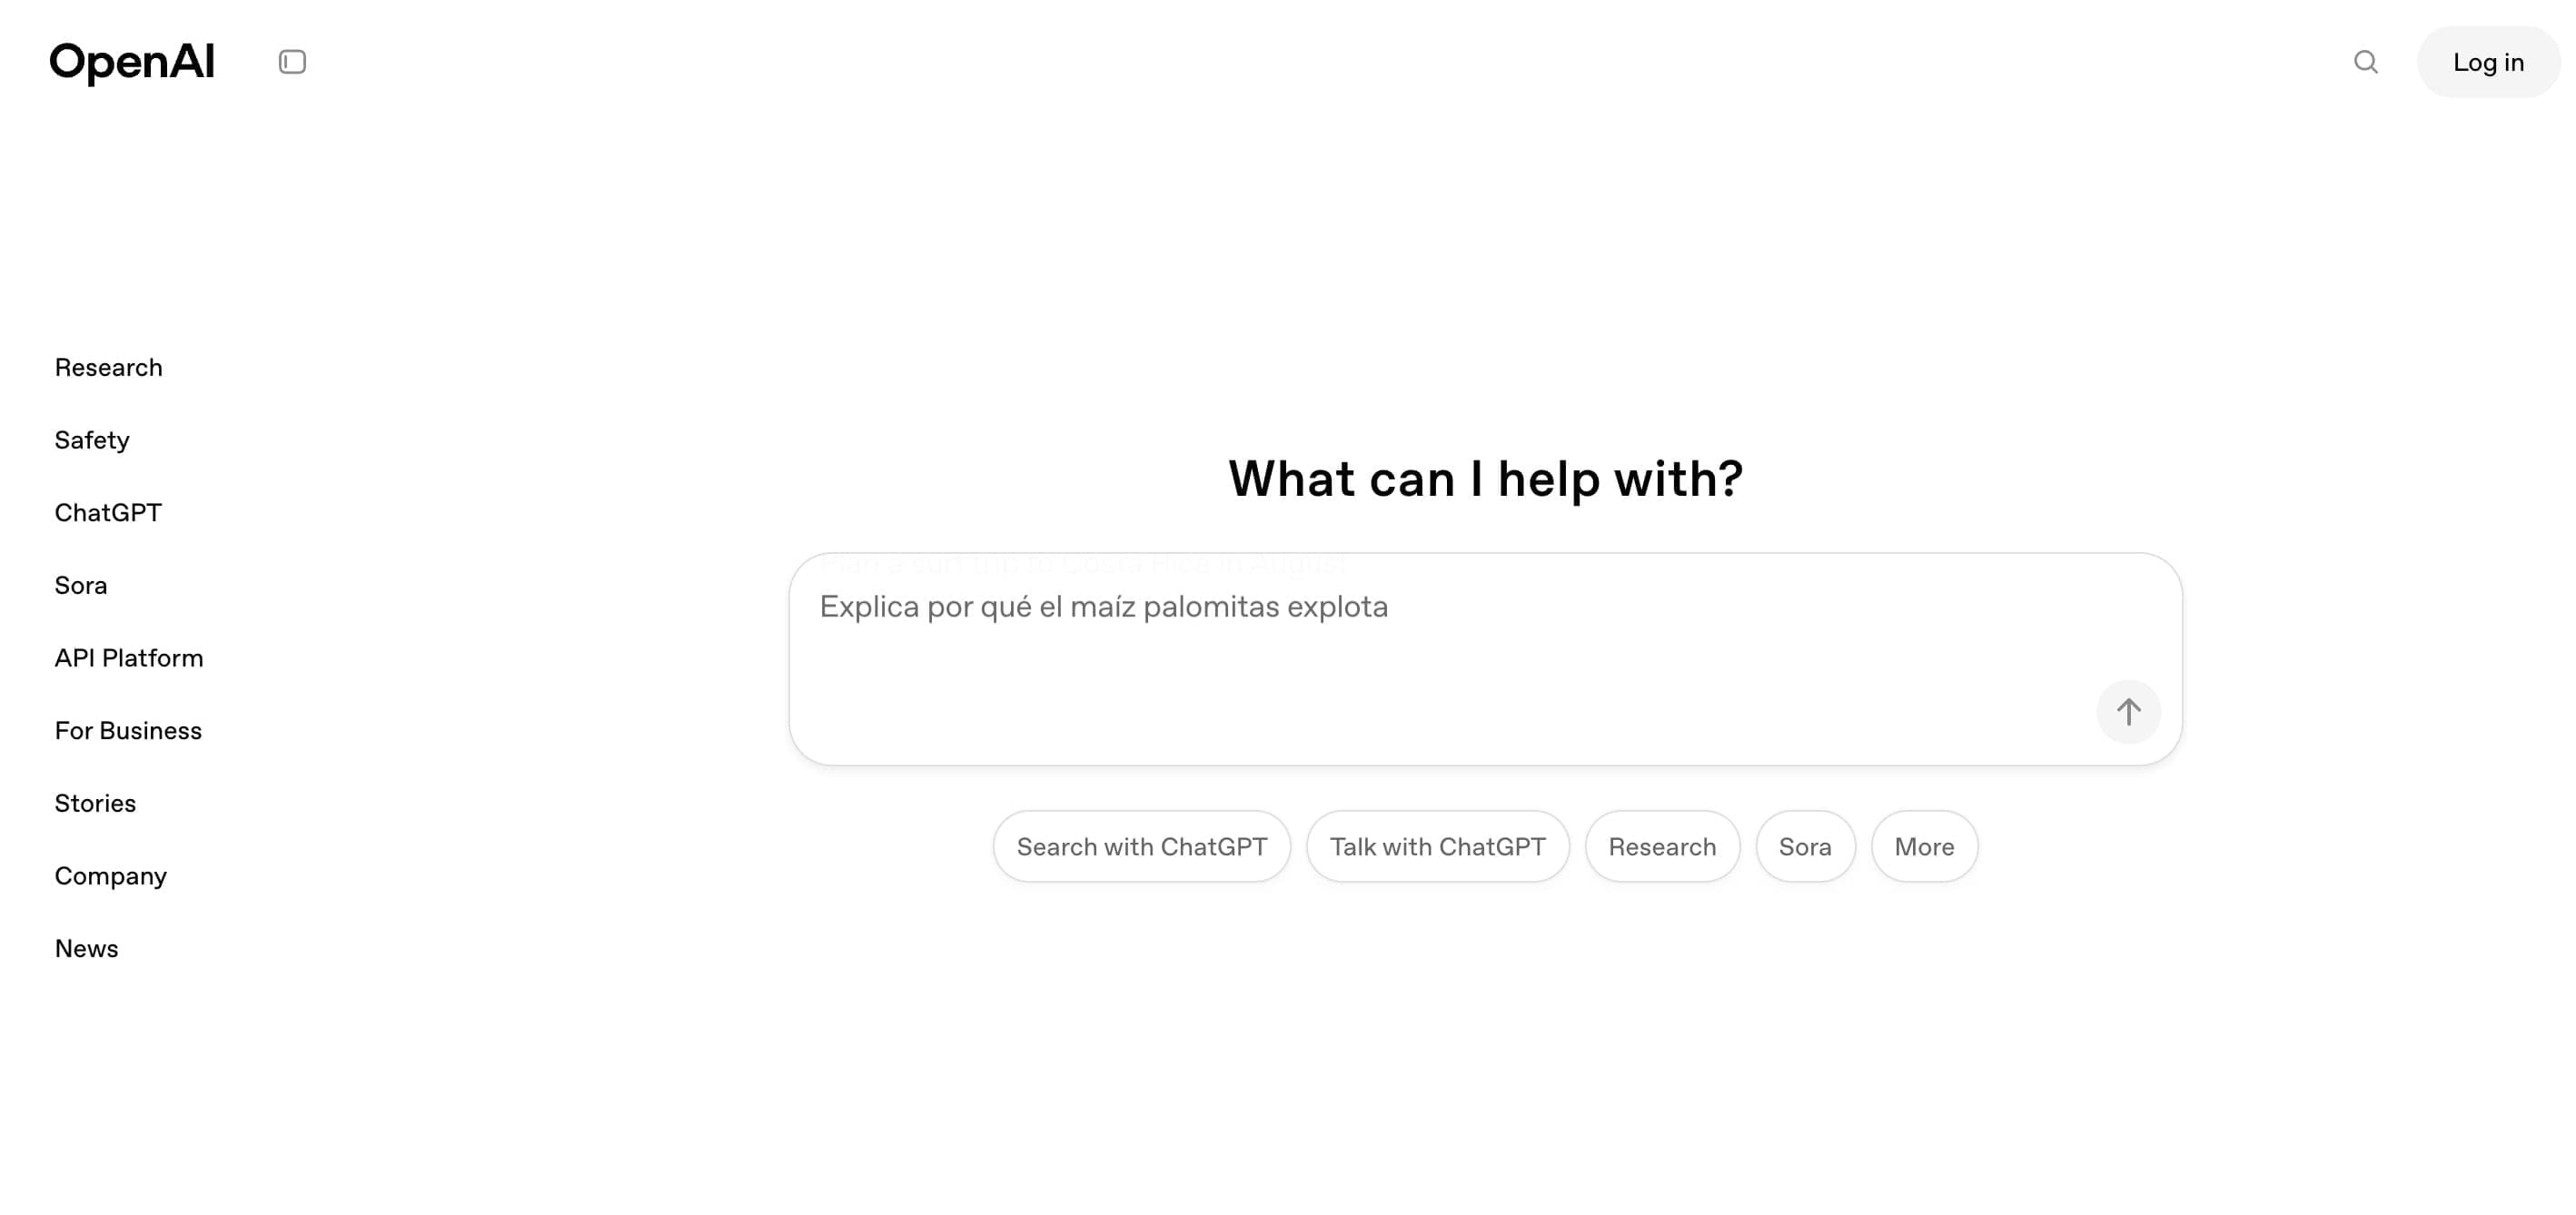 OpenAI
Log in
Research
Safety
ChatGPT
Sora
API Platform
For Business
Stories
Company
News
What can I help with?
Plan a surf trip to Costa Rica in August
Explica por qué el maíz palomitas explota
Search with ChatGPT
Talk with ChatGPT
Research
Sora
More